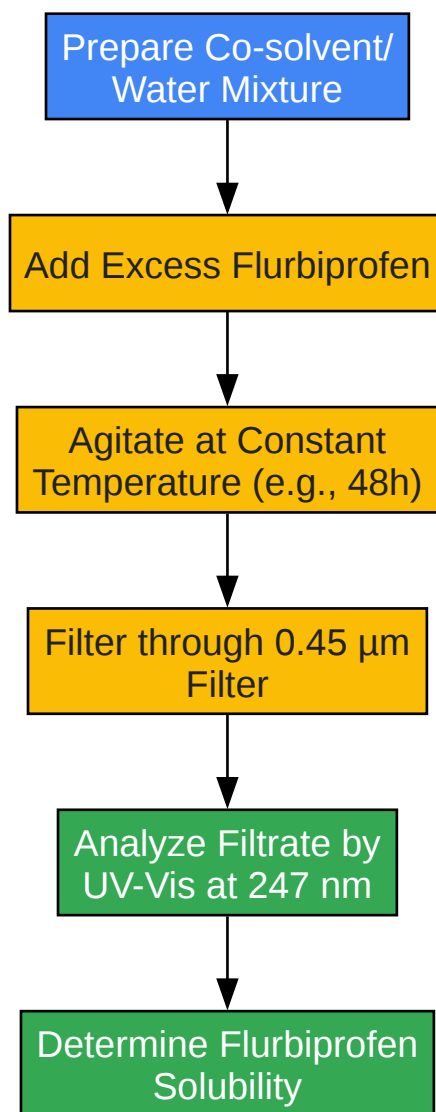 Prepare Co-solvent/
Water Mixture
Add Excess Flurbiprofen
Agitate at Constant
Temperature (e.g., 48h)
Filter through 0.45 µm
Filter
Analyze Filtrate by
UV-Vis at 247 nm
Determine Flurbiprofen
Solubility